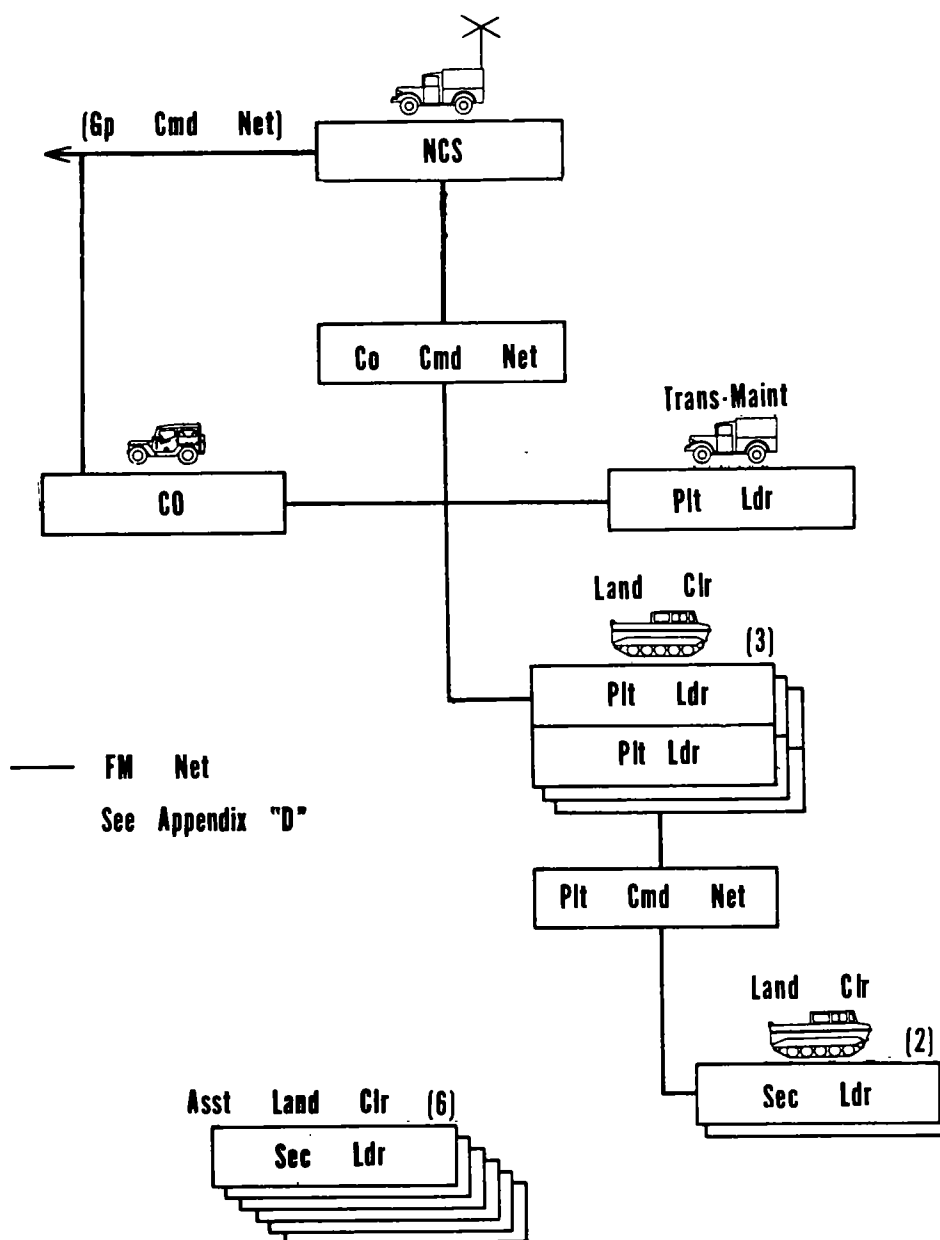 (Gp Cmd Net)
NCS
Co Cmd Net
Trans-Maint
CO
Plt Ldr
Land Clr
(3)
Plt Ldr
Plt Ldr
FM Net
See Appendix "D"
Plt Cmd Net
Land Clr
(2)
Sec Ldr
Asst Land Clr (6)
Sec Ldr